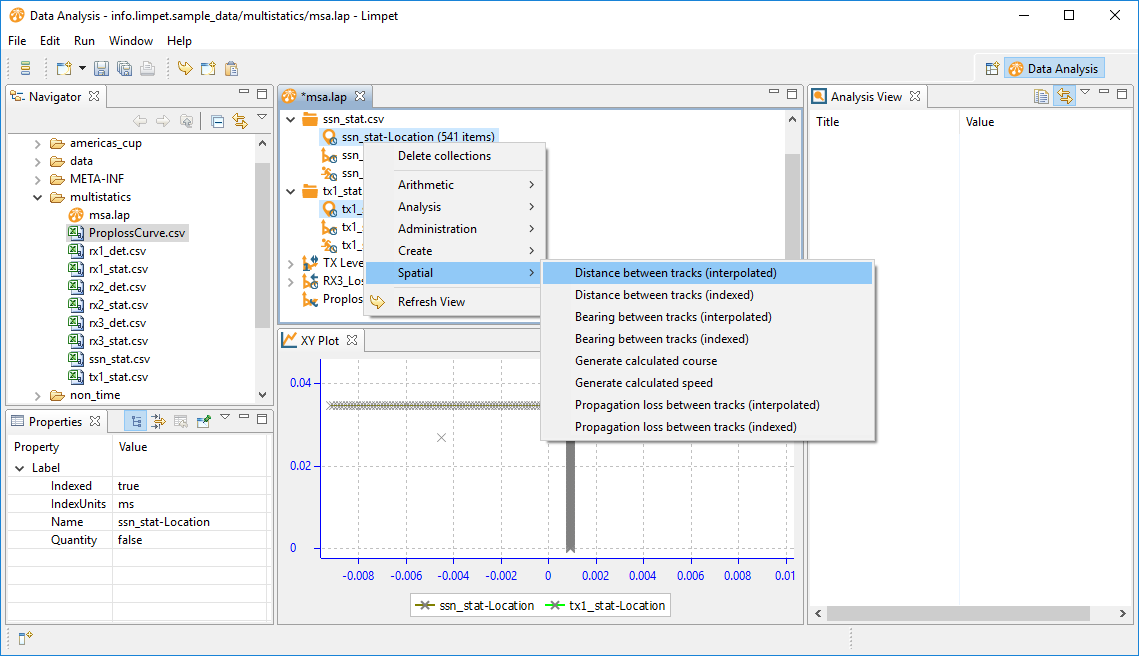 Data Analysis - info.limpet.sample_data/multistatics/msa.lap - Limpet
File Edit Run Window Help
Data Analysis
Navigator
americas_cup
data
META-INF
multistatics
msa.lap
ProplossCurve.csv
rx1_det.csv
rx1_stat.csv
rx2_det.csv
rx2_stat.csv
rx3_det.csv
rx3_stat.csv
ssn_stat.csv
tx1_stat.csv
non_time
*msa.lap
ssn_stat.csv
ssn_stat-Location (541 items)
ssn_
ssn_
tx1_stat
tx1_
tx1_
tx1_
TX Leve
RX3_Los
Proplos
Delete collections
Arithmetic
Analysis
Administration
Create
Spatial
Refresh View
Distance between tracks (interpolated)
Distance between tracks (indexed)
Bearing between tracks (interpolated)
Bearing between tracks (indexed)
Generate calculated course
Generate calculated speed
Propagation loss between tracks (interpolated)
Propagation loss between tracks (indexed)
Analysis View
Title Value
Properties
Property Value
Label
Indexed true
IndexUnits ms
Name ssn_stat-Location
Quantity false
XY Plot
0.04
0.02
0
-0.008 -0.006 -0.004 -0.002 0 0.002 0.004 0.006 0.008 0.01
ssn_stat-Location tx1_stat-Location